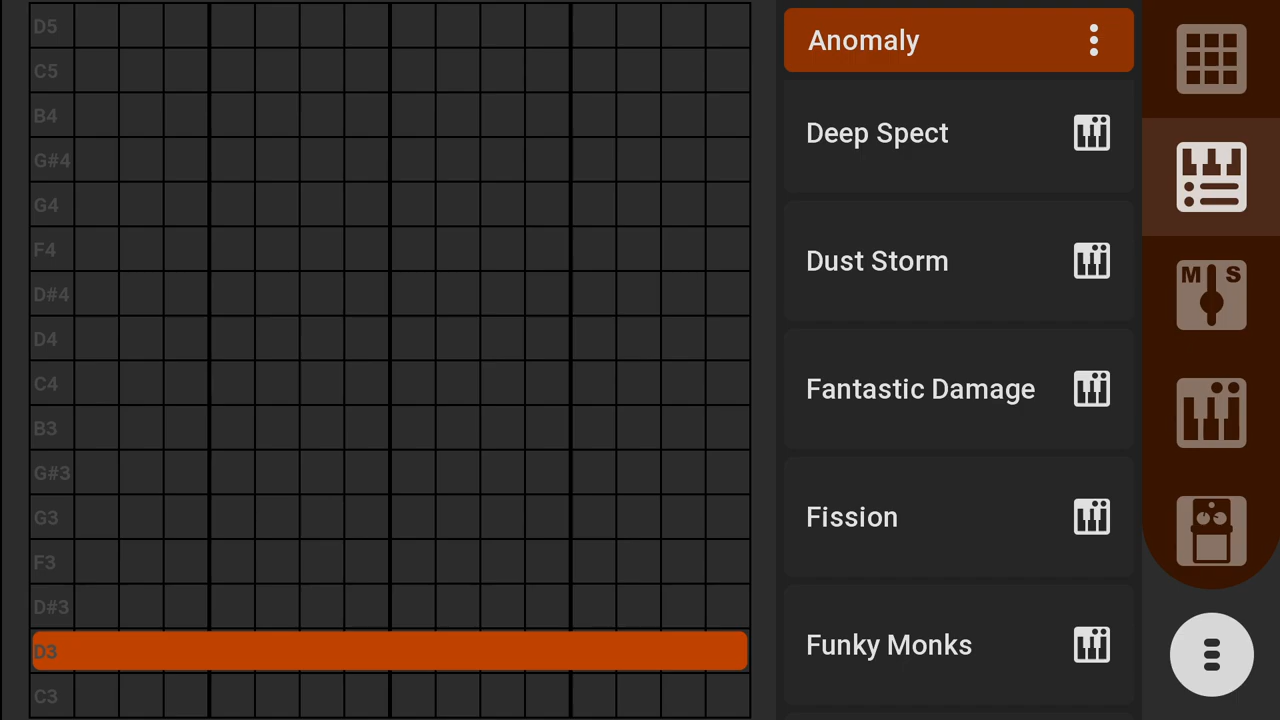 D5
C5
B4
G#4
G4
F4
D#4
D4
C4
B3
G#3
G3
F3
D#3
D3
C3
Anomaly
Deep Spect
Dust Storm
Fantastic Damage
Fission
Funky Monks
M S